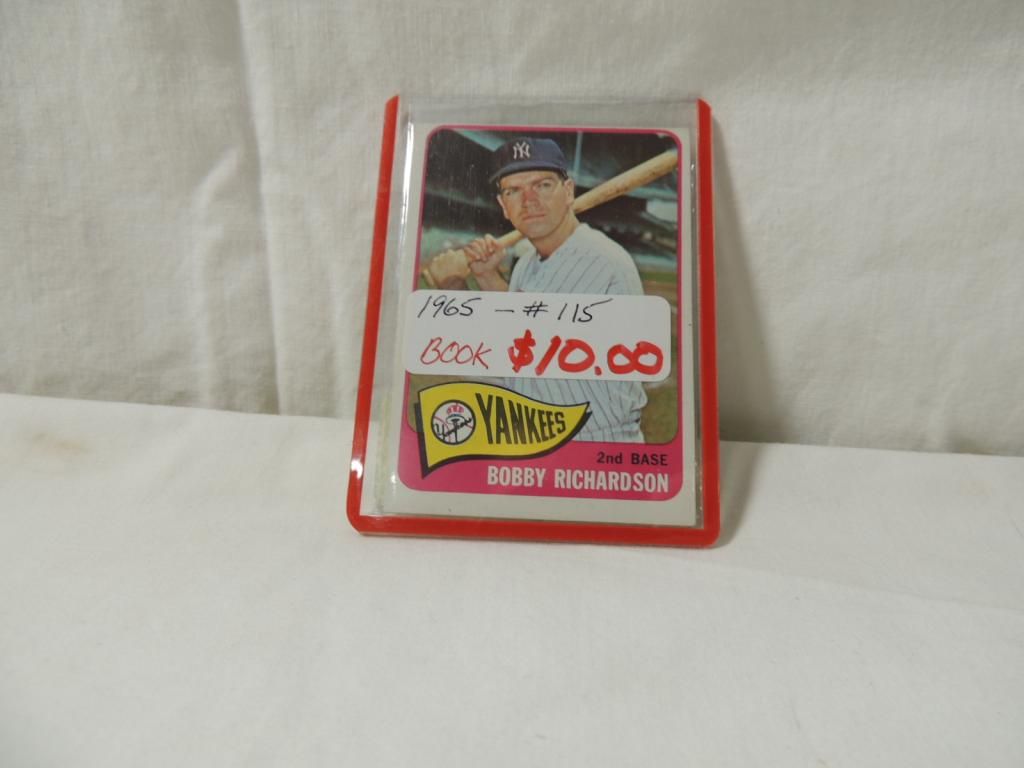 NY
1965 - # 115
BOOK $10.00
YANKEES
2nd BASE
BOBBY RICHARDSON